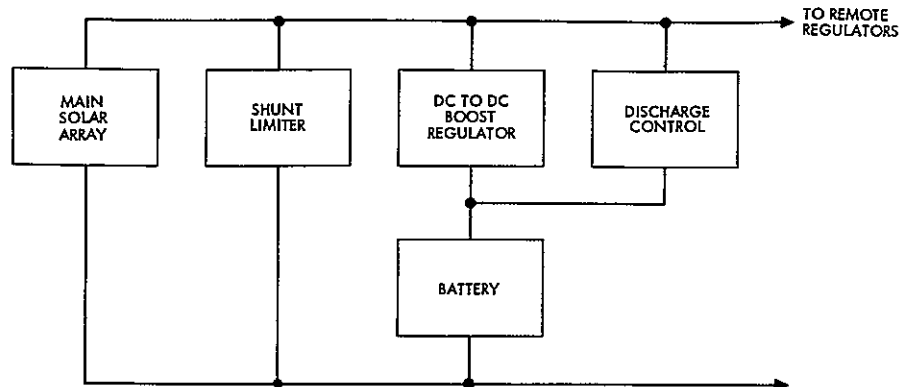 TO REMOTE
REGULATORS
MAIN
SOLAR
ARRAY
SHUNT
LIMITER
DC TO DC
BOOST
REGULATOR
DISCHARGE
CONTROL
BATTERY